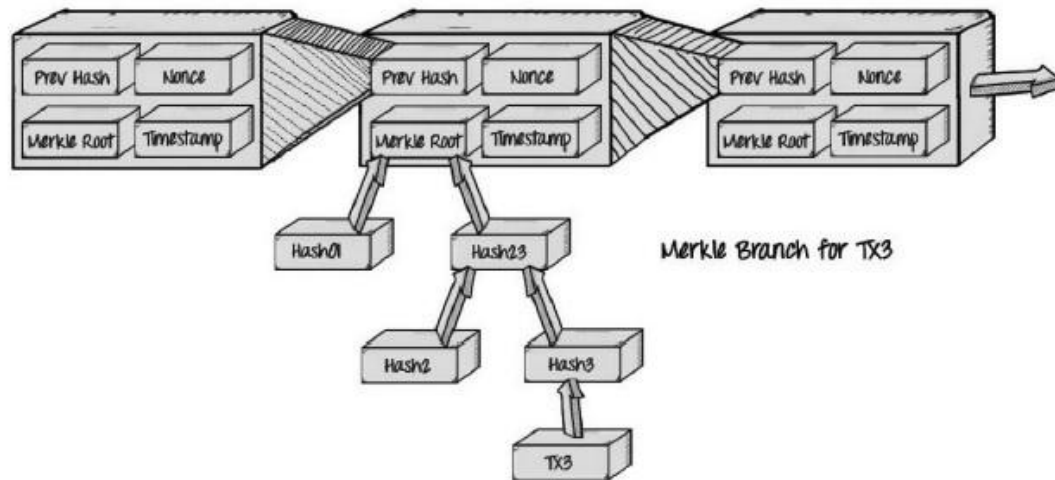 Prev Hash Nonce
Merkle Root Timestamp
Prev Hash Nonce
Merkle Root Timestamp
Prev Hash Nonce
Merkle Root Timestamp
Hash01
Hash23
Merkle Branch for TX3
Hash2
Hash3
TX3